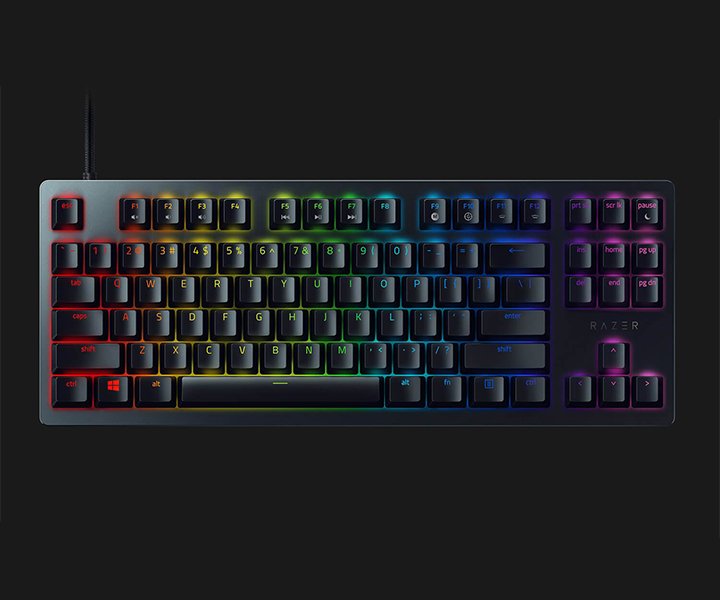 esc F1 F2 F3 F4 F5 F6 F7 F8 F9 F10 F11 F12 prt s scr lk pause
` 1 2@ 3# 4$ 5% 6^ 7& 8* 9( 0) - = ← ins home pg up
tab Q W E R T Y U I O P [{ ]} \ del end pg dn
caps A S D F G H J K L ; ' enter RAZER
shift Z X C V B N M ,< .> /? shift ^
ctrl alt alt fn ctrl < v >